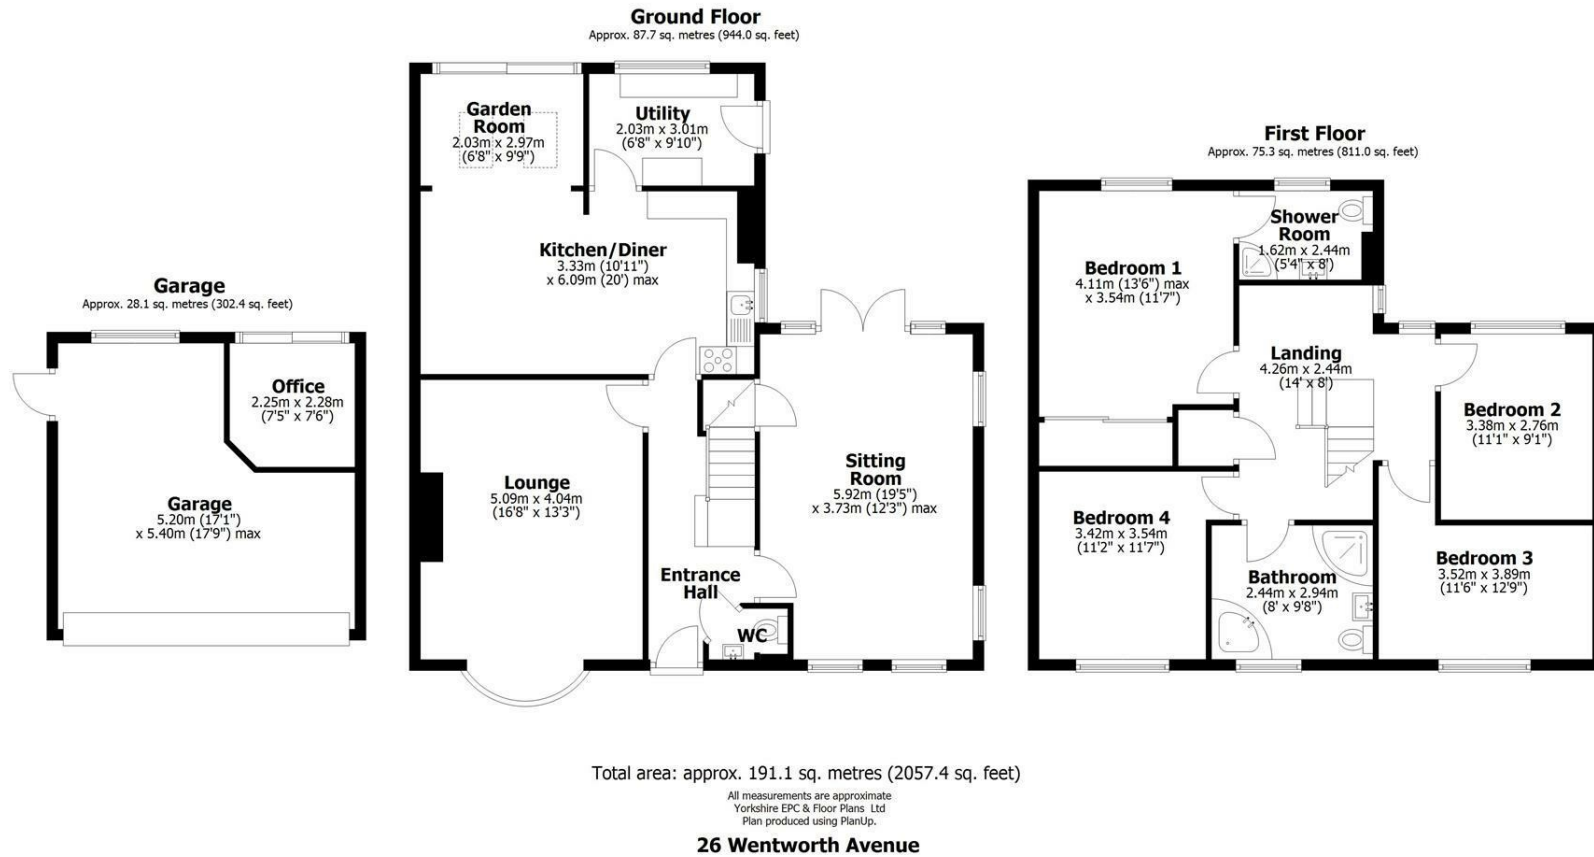 Ground Floor
Approx. 87.7 sq. metres (944.0 sq. feet)
Garden
Room
2.03m x 2.97m
(6'8" x 9'9")
Utility
2.03m x 3.01m
(6'8" x 9'10")
Kitchen/Diner
3.33m (10'11")
x 6.09m (20') max
Lounge
5.09m x 4.04m
(16'8" x 13'3")
Sitting
Room
5.92m (19'5")
x 3.73m (12'3") max
Entrance
Hall
WC
First Floor
Approx. 75.3 sq. metres (811.0 sq. feet)
Shower
Room
1.62m x 2.44m
(5'4" x 8')
Bedroom 1
4.11m (13'6") max
x 3.54m (11'7")
Landing
4.26m x 2.44m
(14' x 8')
Bedroom 2
3.38m x 2.76m
(11'1" x 9'1")
Bedroom 4
3.42m x 3.54m
(11'2" x 11'7")
Bathroom
2.44m x 2.94m
(8' x 9'8")
Bedroom 3
3.52m x 3.89m
(11'6" x 12'9")
Garage
Approx. 28.1 sq. metres (302.4 sq. feet)
Office
2.25m x 2.28m
(7'5" x 7'6")
Garage
5.20m (17'1")
x 5.40m (17'9") max
Total area: approx. 191.1 sq. metres (2057.4 sq. feet)
All measurements are approximate
Yorkshire EPC & Floor Plans Ltd
Plan produced using PlanUp.
26 Wentworth Avenue